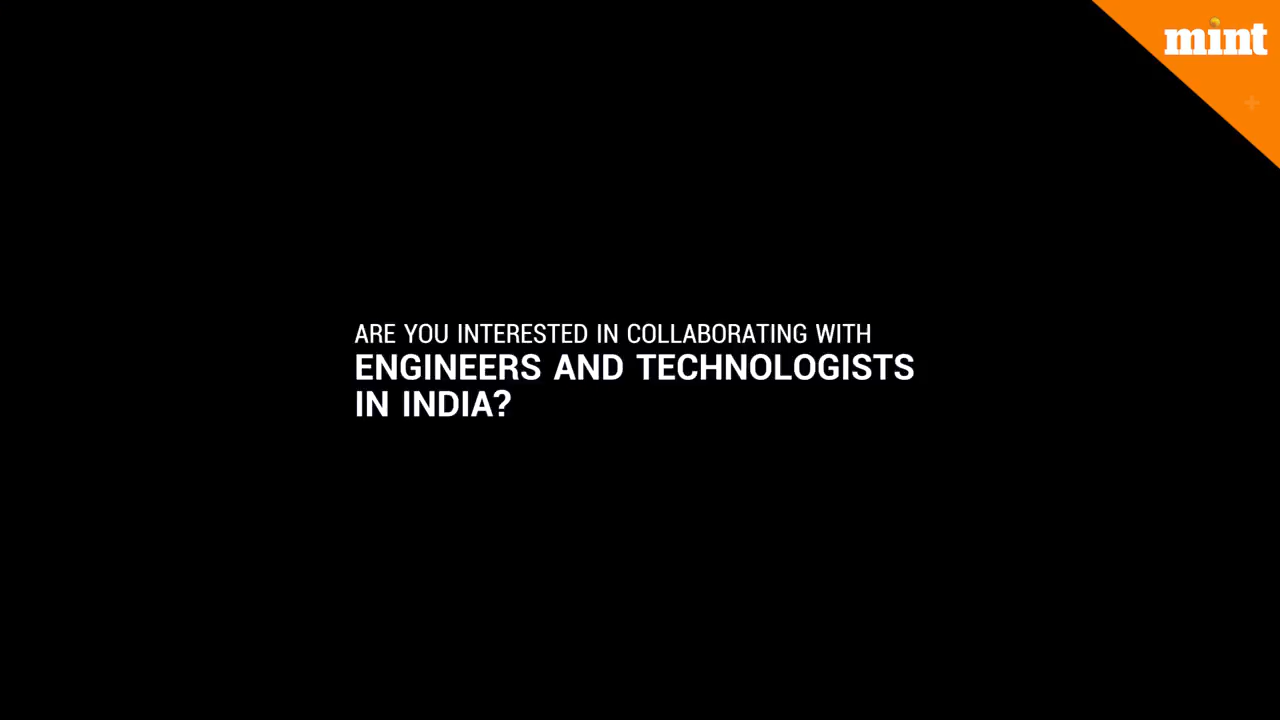 mint
ARE YOU INTERESTED IN COLLABORATING WITH
ENGINEERS AND TECHNOLOGISTS
IN INDIA?